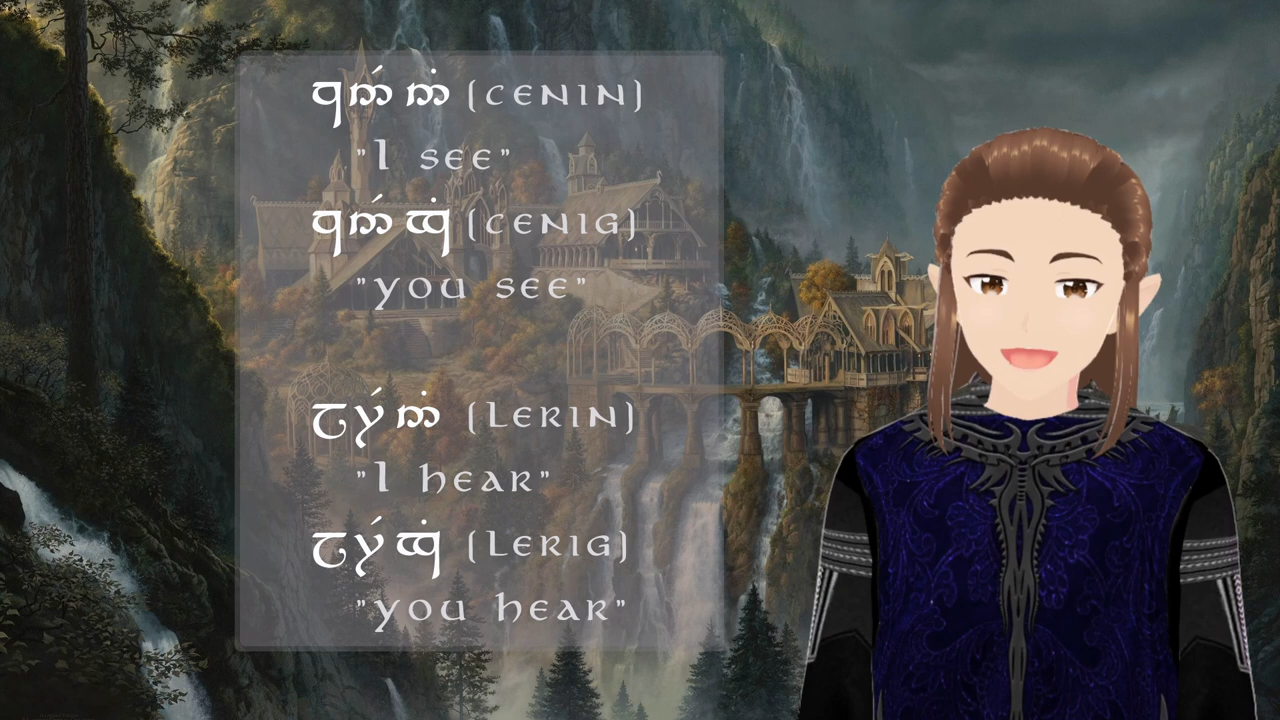 (cenin)
"I see"
(cenig)
"you see"
(lerin)
"I hear"
(lerig)
"you hear"